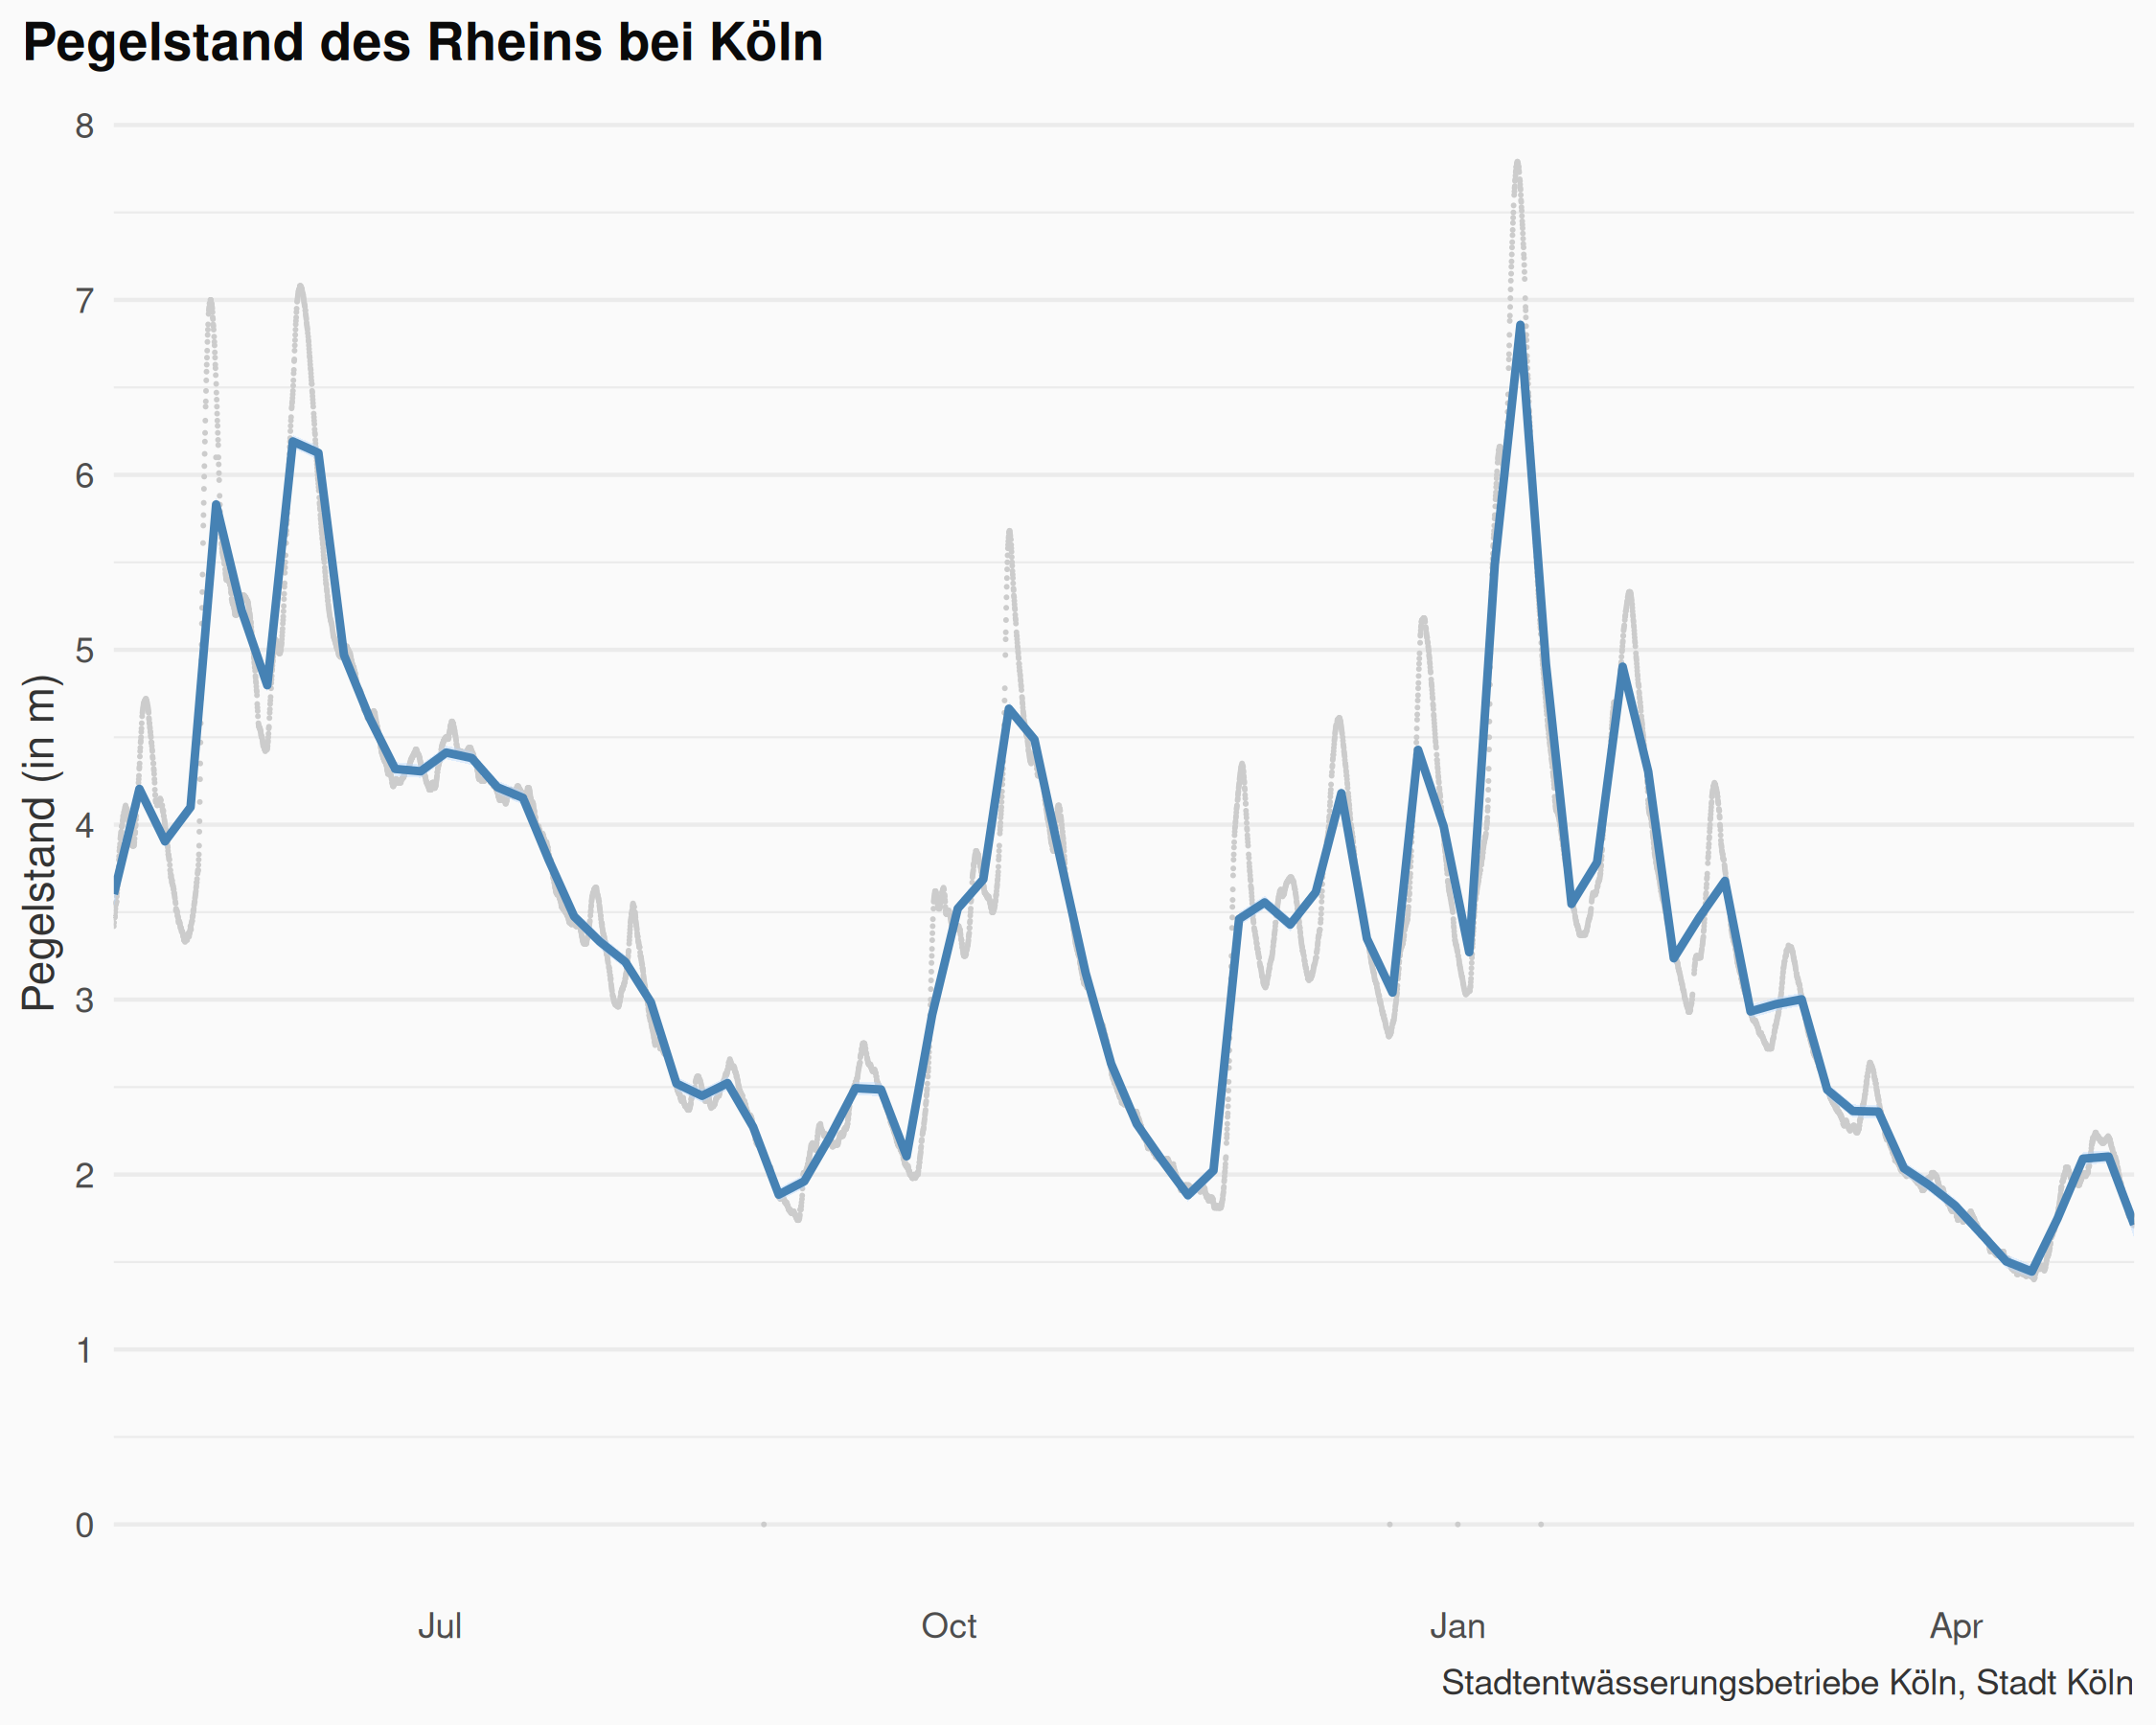 Pegelstand des Rheins bei Köln
Pegelstand (in m)
8
7
6
5
4
3
2
1
0
Jul Oct Jan Apr
Stadtentwässerungsbetriebe Köln, Stadt Köln